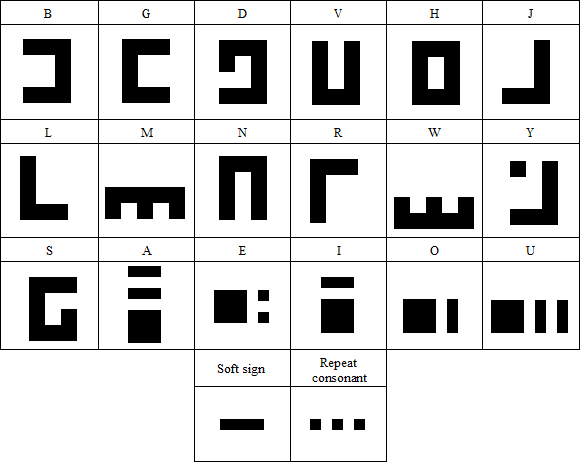 B G D V H J
L M N R W Y
S A E I O U
Soft sign Repeat
consonant